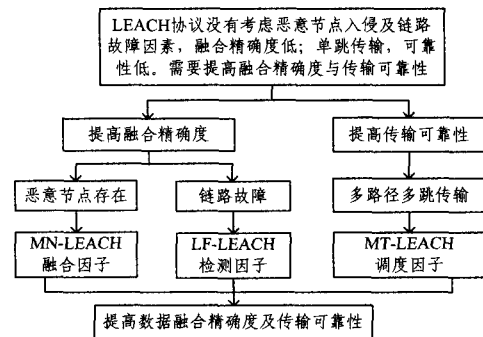 LEACH协议没有考虑恶意节点入侵及链路
故障因素，融合精确度低；单跳传输，可靠
性低。需要提高融合精确度与传输可靠性
提高融合精确度
提高传输可靠性
恶意节点存在
链路故障
多路径多跳传输
MN-LEACH
融合因子
LF-LEACH
检测因子
MT-LEACH
调度因子
提高数据融合精确度及传输可靠性